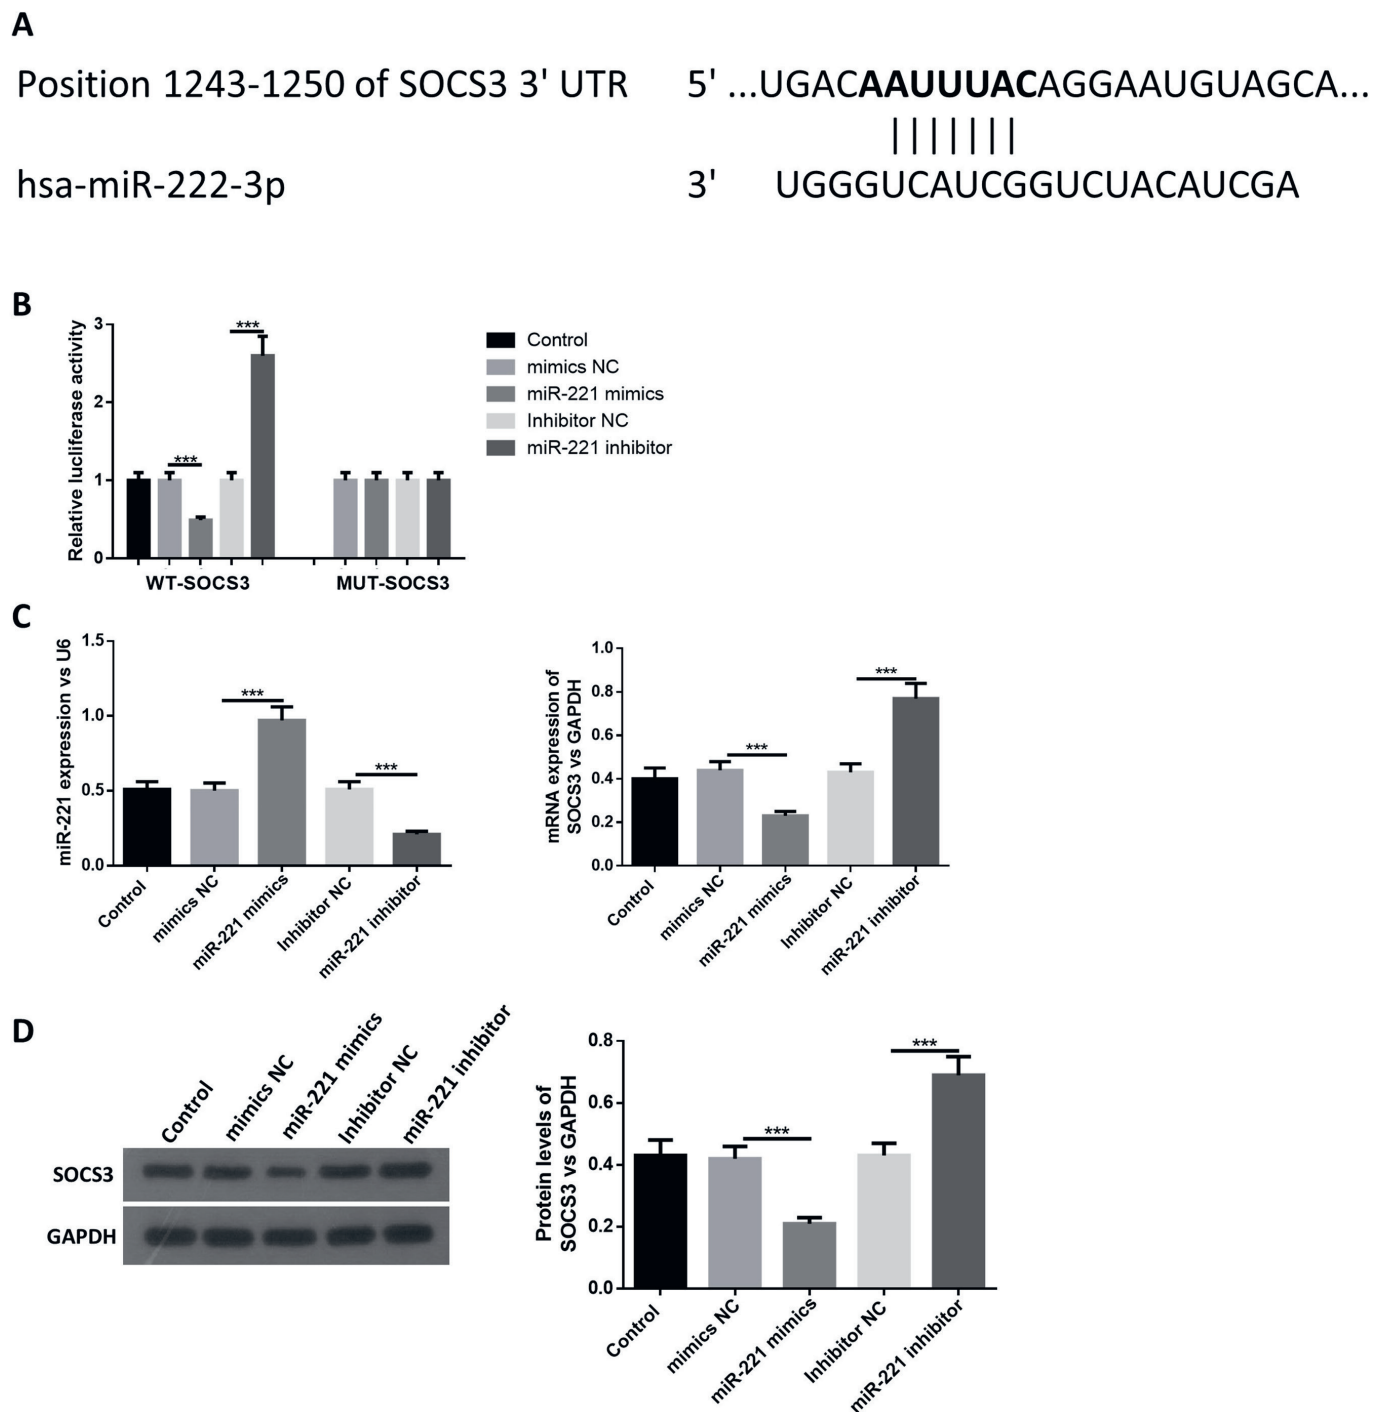 A
Position 1243-1250 of SOCS3 3' UTR 5' ...UGACAAUUUACAGGAAUGUAGCA...
| | | | | | |
hsa-miR-222-3p 3' UGGGUCAUCGGUCUACAUCGA
B
Relative lucliferase activity
3
2
1
0
***
***
WT-SOCS3 MUT-SOCS3
Control
mimics NC
miR-221 mimics
Inhibitor NC
miR-221 inhibitor
C
miR-221 expression vs U6
1.5
1.0
0.5
0.0
***
***
Control
mimics NC
miR-221 mimics
Inhibitor NC
miR-221 inhibitor
mRNA expression of
SOCS3 vs GAPDH
1.0
0.8
0.6
0.4
0.2
0.0
***
***
Control
mimics NC
miR-221 mimics
Inhibitor NC
miR-221 inhibitor
D
Control
mimics NC
miR-221 mimics
Inhibitor NC
miR-221 inhibitor
SOCS3
GAPDH
Protein levels of
SOCS3 vs GAPDH
0.8
0.6
0.4
0.2
0.0
***
***
Control
mimics NC
miR-221 mimics
Inhibitor NC
miR-221 inhibitor